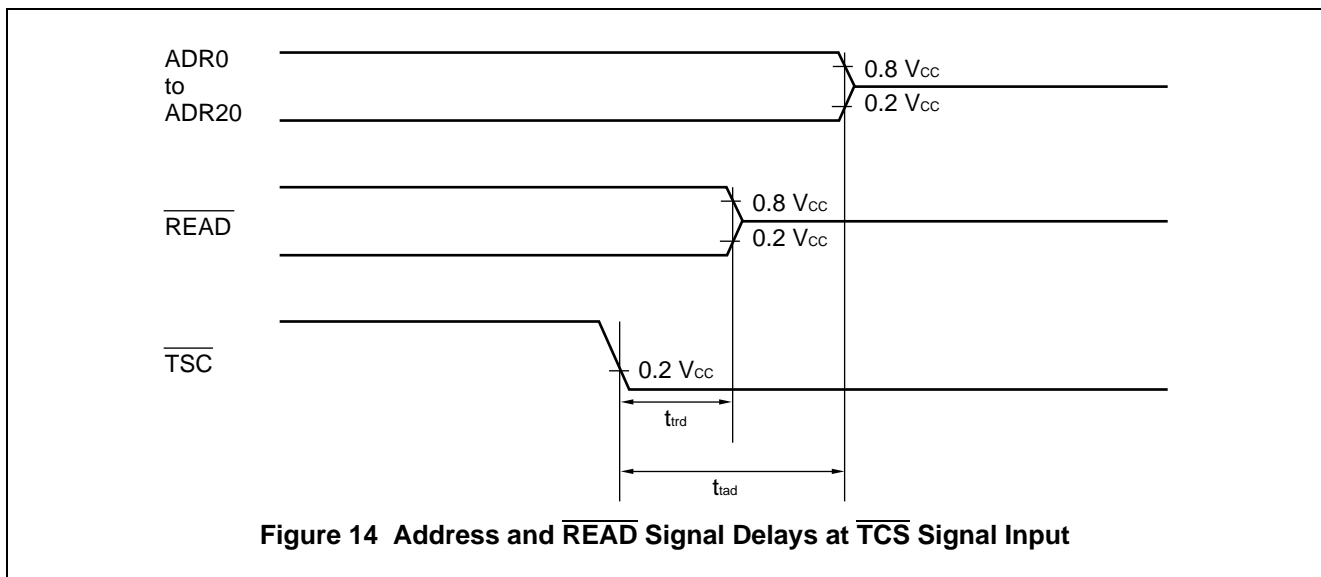 ADR0
to
ADR20
0.8 VCC
0.2 VCC
READ
0.8 VCC
0.2 VCC
TSC
0.2 VCC
ttrd
ttad
Figure 14 Address and READ Signal Delays at TCS Signal Input